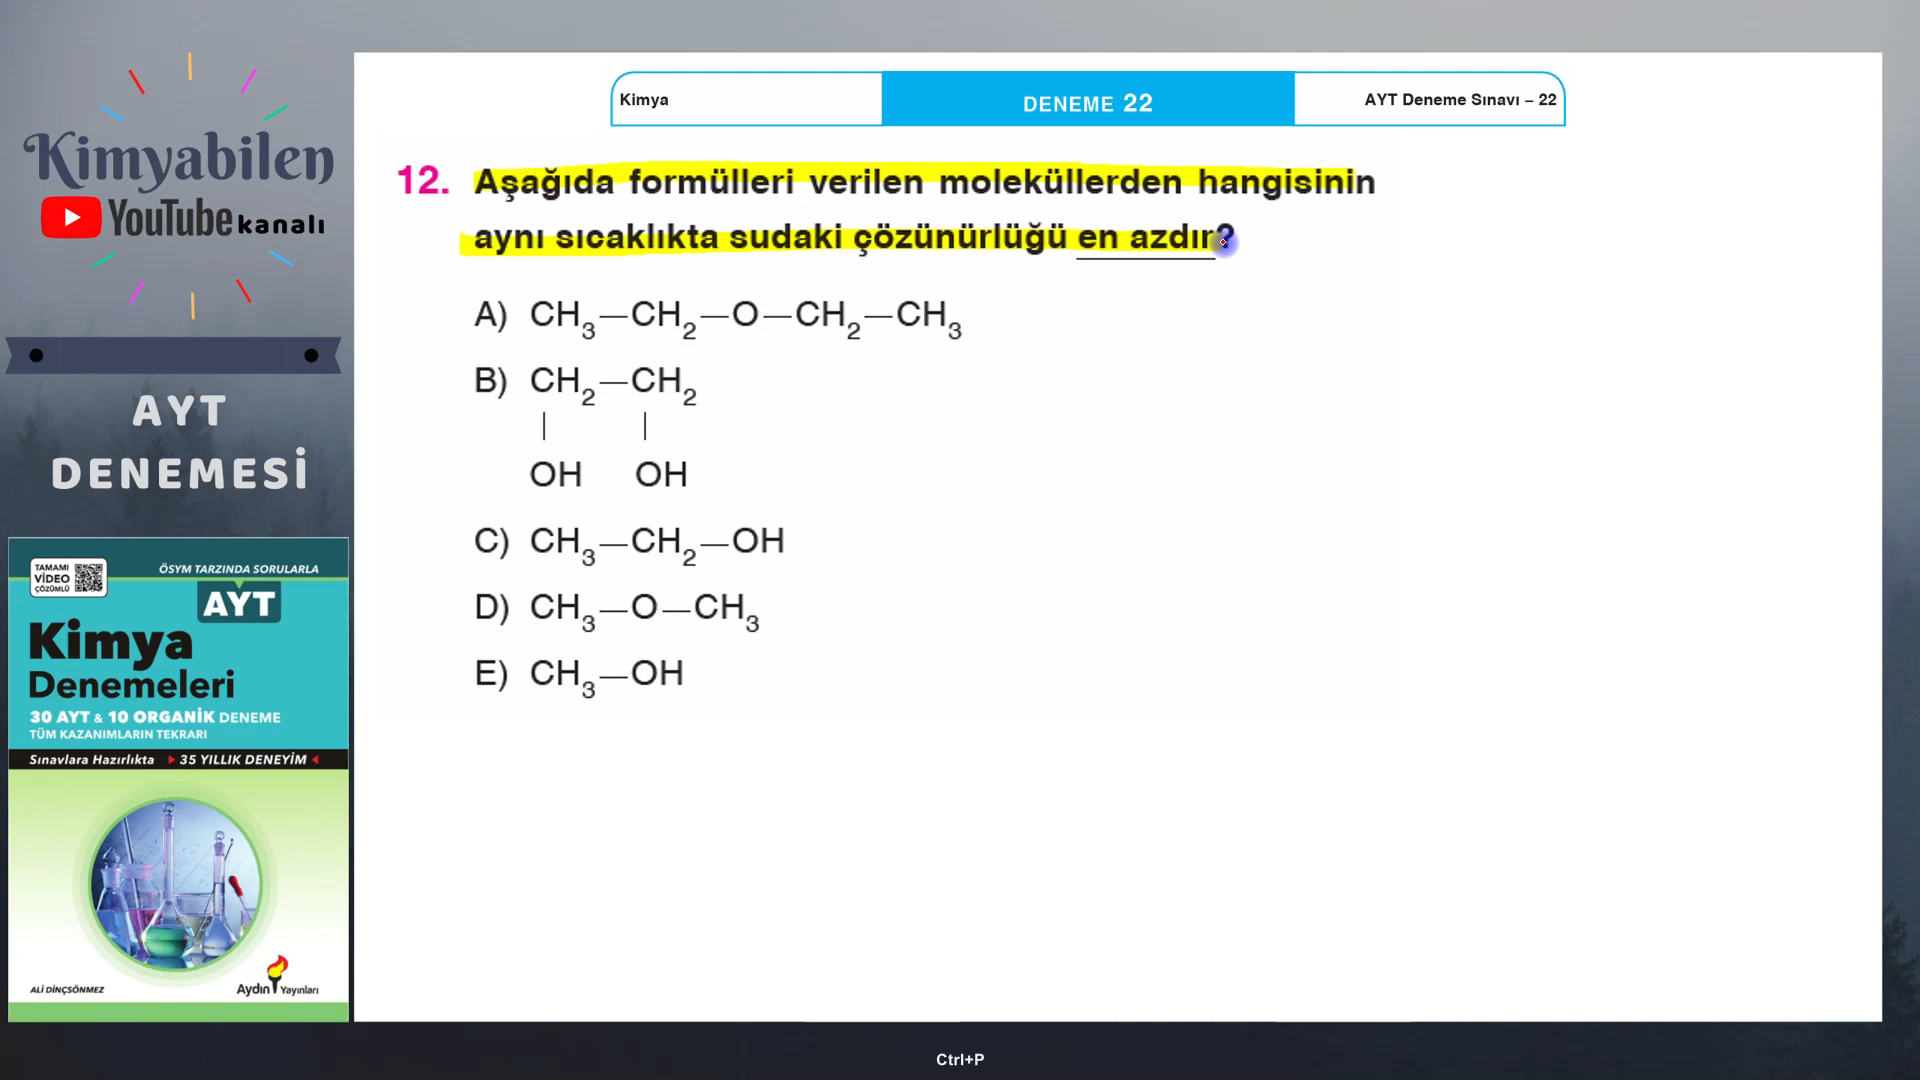 Kimyabilen
YouTube kanalı
AYT
DENEMESİ
TAMAMI
VİDEO
ÇÖZÜMLÜ
ÖSYM TARZINDA SORULARLA
AYT
Kimya
Denemeleri
30 AYT & 10 ORGANİK DENEME
TÜM KAZANIMLARIN TEKRARI
Sınavlara Hazırlıkta 35 YILLIK DENEYİM
ALİ DİNÇSÖNMEZ
Aydın Yayınları
Kimya
DENEME 22
AYT Deneme Sınavı – 22
12. Aşağıda formülleri verilen moleküllerden hangisinin
aynı sıcaklıkta sudaki çözünürlüğü en azdır?
A) CH₃—CH₂—O—CH₂—CH₃
B) CH₂—CH₂
| |
OH OH
C) CH₃—CH₂—OH
D) CH₃—O—CH₃
E) CH₃—OH
Ctrl+P